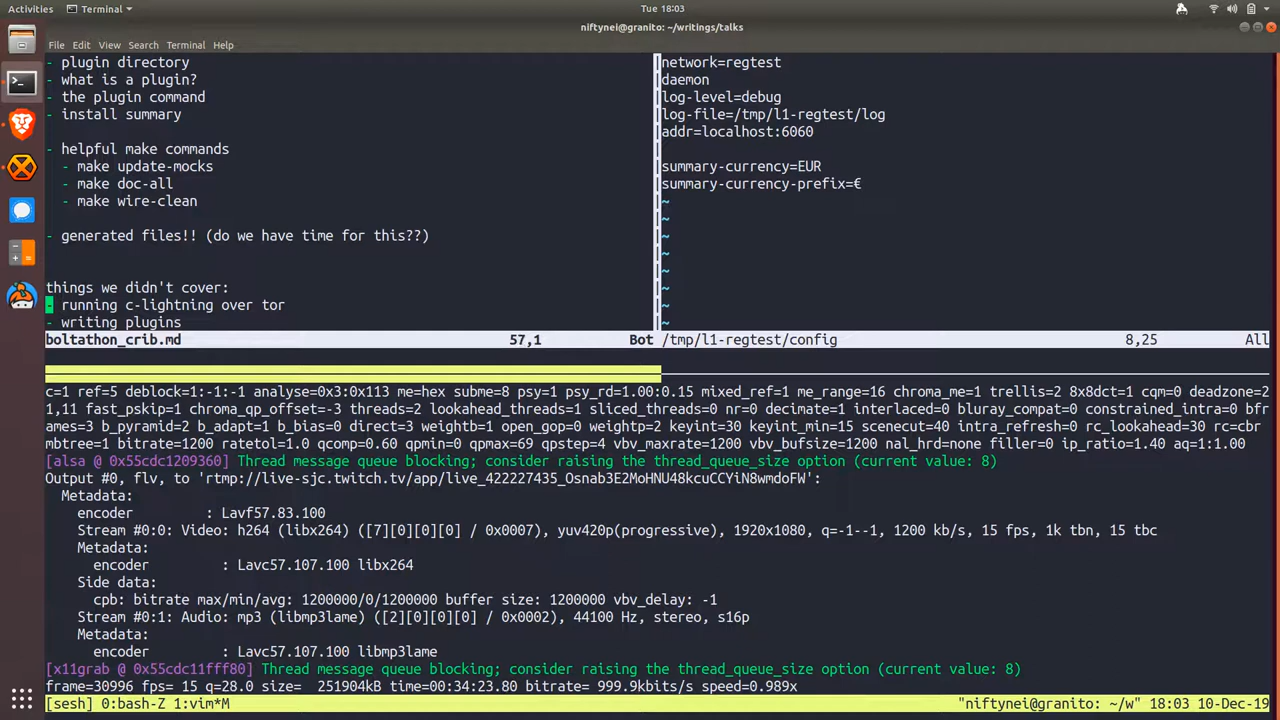 Activities Terminal Tue 18:03
niftynei@granito: ~/writings/talks
File Edit View Search Terminal Help
- plugin directory
- what is a plugin?
- the plugin command
- install summary
- helpful make commands
- make update-mocks
- make doc-all
- make wire-clean
- generated files!! (do we have time for this??)
things we didn't cover:
- running c-lightning over tor
- writing plugins
boltathon_crib.md 57,1 Bot
network=regtest
daemon
log-level=debug
log-file=/tmp/l1-regtest/log
addr=localhost:6060
summary-currency=EUR
summary-currency-prefix=€
~
~
~
~
~
~
~
~
/tmp/l1-regtest/config 8,25 All
c=1 ref=5 deblock=1:-1:-1 analyse=0x3:0x113 me=hex subme=8 psy=1 psy_rd=1.00:0.15 mixed_ref=1 me_range=16 chroma_me=1 trellis=2 8x8dct=1 cqm=0 deadzone=2
1,11 fast_pskip=1 chroma_qp_offset=-3 threads=2 lookahead_threads=1 sliced_threads=0 nr=0 decimate=1 interlaced=0 bluray_compat=0 constrained_intra=0 bfr
ames=3 b_pyramid=2 b_adapt=1 b_bias=0 direct=3 weightb=1 open_gop=0 weightp=2 keyint=30 keyint_min=15 scenecut=40 intra_refresh=0 rc_lookahead=30 rc=cbr
mbtree=1 bitrate=1200 ratetol=1.0 qcomp=0.60 qpmin=0 qpmax=69 qpstep=4 vbv_maxrate=1200 vbv_bufsize=1200 nal_hrd=none filler=0 ip_ratio=1.40 aq=1:1.00
[alsa @ 0x55cdc1209360] Thread message queue blocking; consider raising the thread_queue_size option (current value: 8)
Output #0, flv, to 'rtmp://live-sjc.twitch.tv/app/live_422227435_Osnab3E2MoHNU48kcuCCYiN8wmdoFW':
Metadata:
encoder : Lavf57.83.100
Stream #0:0: Video: h264 (libx264) ([7][0][0][0] / 0x0007), yuv420p(progressive), 1920x1080, q=-1--1, 1200 kb/s, 15 fps, 1k tbn, 15 tbc
Metadata:
encoder : Lavc57.107.100 libx264
Side data:
cpb: bitrate max/min/avg: 1200000/0/1200000 buffer size: 1200000 vbv_delay: -1
Stream #0:1: Audio: mp3 (libmp3lame) ([2][0][0][0] / 0x0002), 44100 Hz, stereo, s16p
Metadata:
encoder : Lavc57.107.100 libmp3lame
[x11grab @ 0x55cdc11fff80] Thread message queue blocking; consider raising the thread_queue_size option (current value: 8)
frame=30996 fps= 15 q=28.0 size= 251904kB time=00:34:23.80 bitrate= 999.9kbits/s speed=0.989x
[sesh] 0:bash-Z 1:vim*M "niftynei@granito: ~/w" 18:03 10-Dec-19